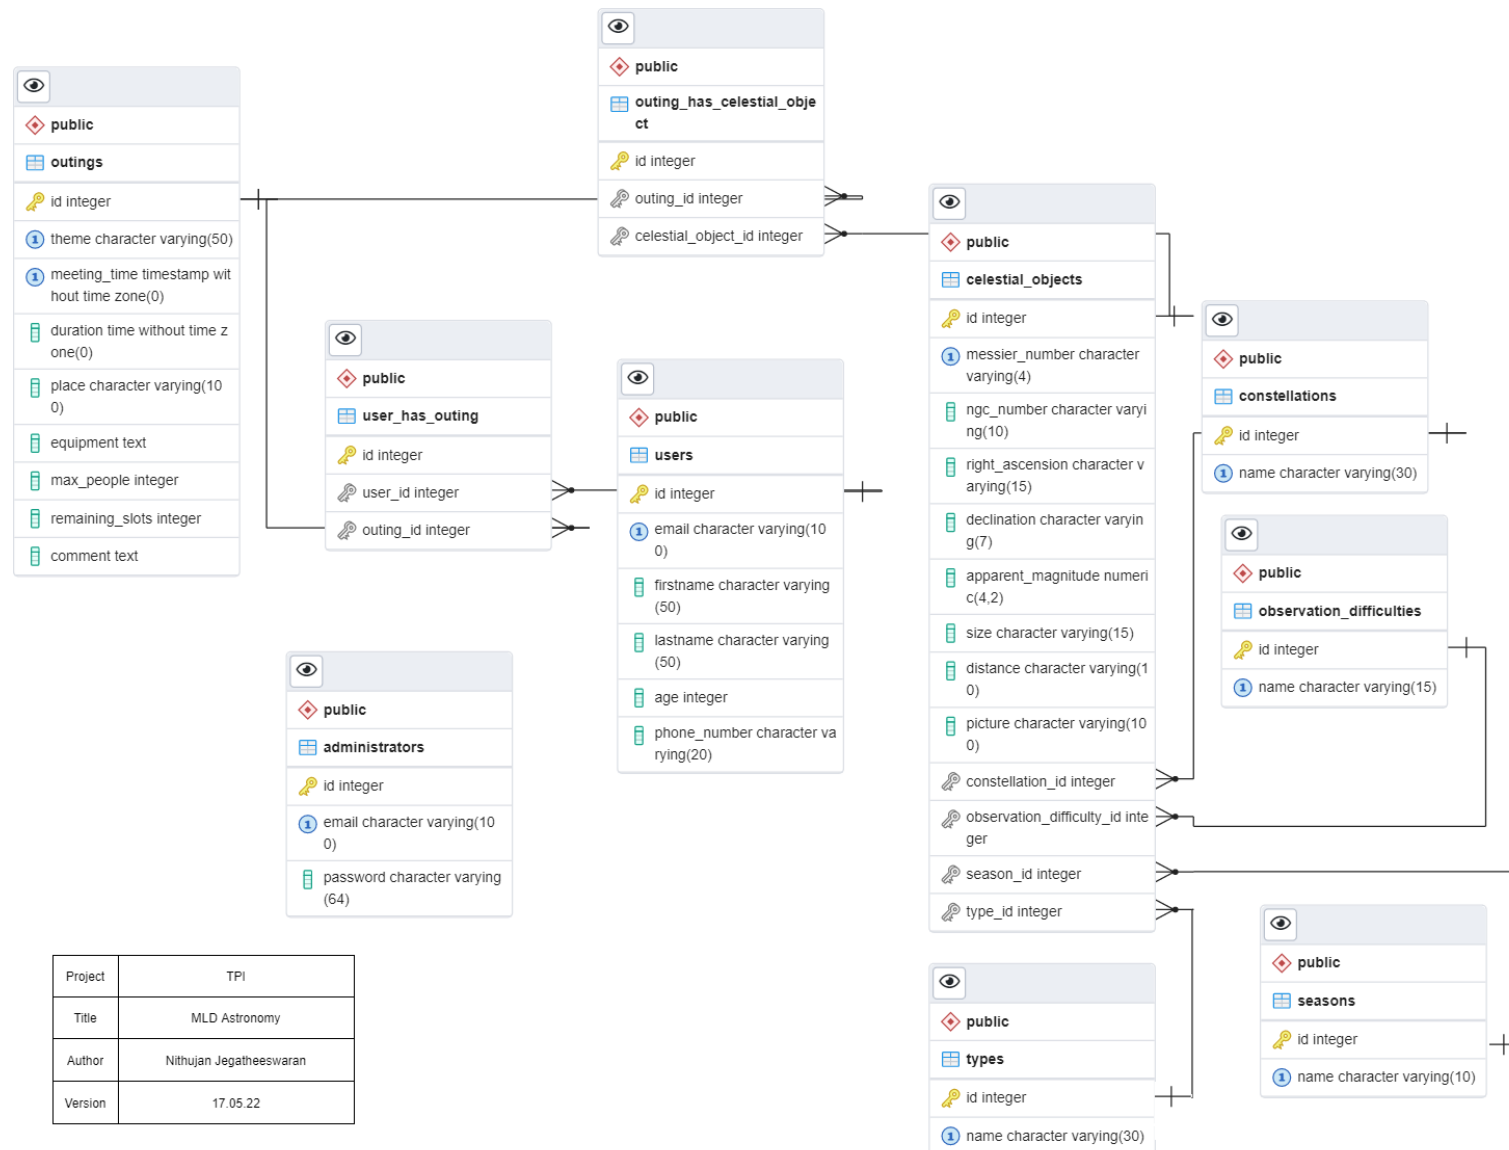 public
outings
id integer
theme character varying(50)
meeting_time timestamp wit
hout time zone(0)
duration time without time z
one(0)
place character varying(10
0)
equipment text
max_people integer
remaining_slots integer
comment text
public
outing_has_celestial_obje
ct
id integer
outing_id integer
celestial_object_id integer
public
user_has_outing
id integer
user_id integer
outing_id integer
public
users
id integer
email character varying(10
0)
firstname character varying
(50)
lastname character varying
(50)
age integer
phone_number character va
rying(20)
public
administrators
id integer
email character varying(10
0)
password character varying
(64)
public
celestial_objects
id integer
messier_number character
varying(4)
ngc_number character varyi
ng(10)
right_ascension character v
arying(15)
declination character varyin
g(7)
apparent_magnitude numeri
c(4,2)
size character varying(15)
distance character varying(1
0)
picture character varying(10
0)
constellation_id integer
observation_difficulty_id inte
ger
season_id integer
type_id integer
public
constellations
id integer
name character varying(30)
public
observation_difficulties
id integer
name character varying(15)
public
seasons
id integer
name character varying(10)
public
types
id integer
name character varying(30)
Project TPI
Title MLD Astronomy
Author Nithujan Jegatheeswaran
Version 17.05.22